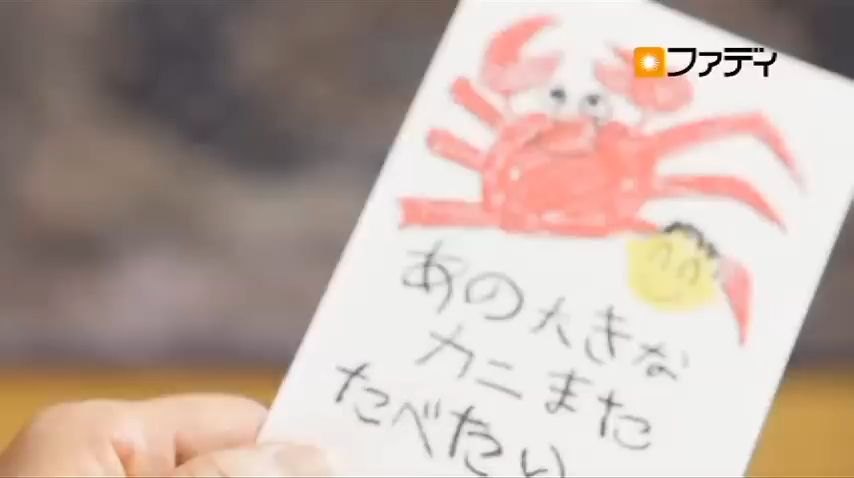 ファディ
あの大きな
カニまた
たべたい